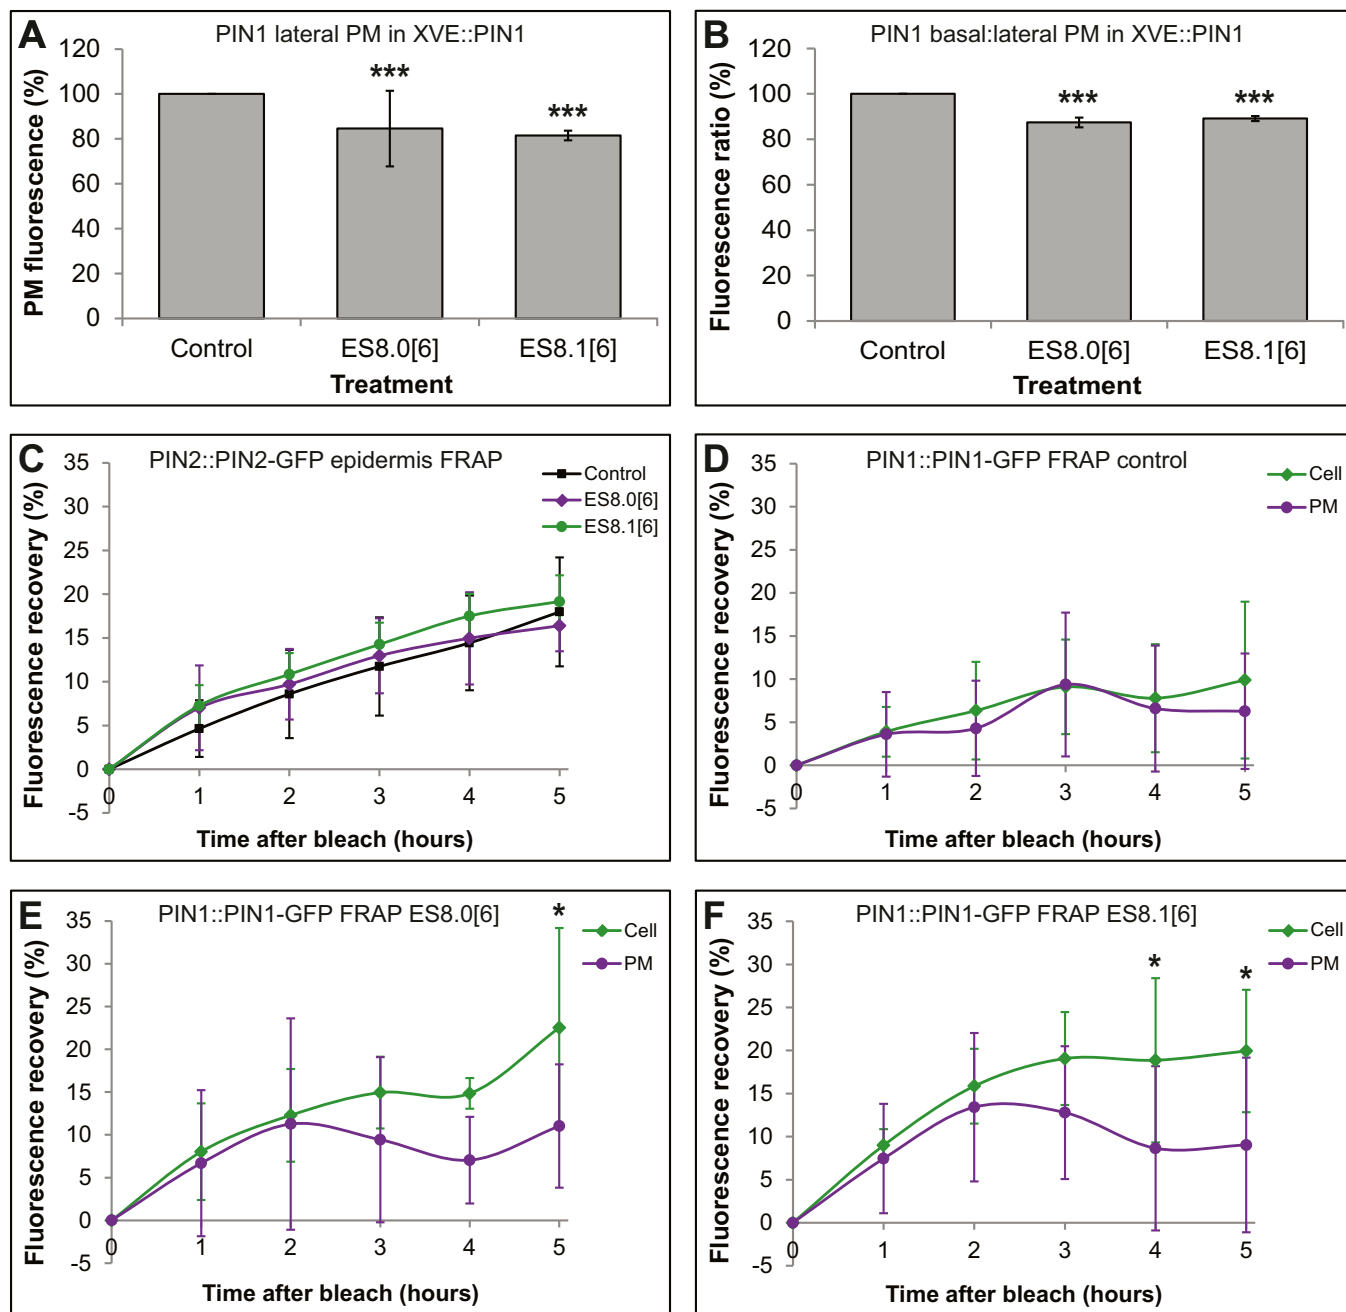 A
PIN1 lateral PM in XVE::PIN1
PM fluorescence (%)
120
100
80
60
40
20
0
***
***
Control
ES8.0[6]
ES8.1[6]
Treatment
B
PIN1 basal:lateral PM in XVE::PIN1
Fluorescence ratio (%)
120
100
80
60
40
20
0
***
***
Control
ES8.0[6]
ES8.1[6]
Treatment
C
PIN2::PIN2-GFP epidermis FRAP
Control
ES8.0[6]
ES8.1[6]
Fluorescence recovery (%)
35
30
25
20
15
10
5
0
-5
0 1 2 3 4 5
Time after bleach (hours)
D
PIN1::PIN1-GFP FRAP control
Cell
PM
Fluorescence recovery (%)
35
30
25
20
15
10
5
0
-5
0 1 2 3 4 5
Time after bleach (hours)
E
PIN1::PIN1-GFP FRAP ES8.0[6]
*
Cell
PM
Fluorescence recovery (%)
35
30
25
20
15
10
5
0
-5
0 1 2 3 4 5
Time after bleach (hours)
F
PIN1::PIN1-GFP FRAP ES8.1[6]
*
*
Cell
PM
Fluorescence recovery (%)
35
30
25
20
15
10
5
0
-5
0 1 2 3 4 5
Time after bleach (hours)